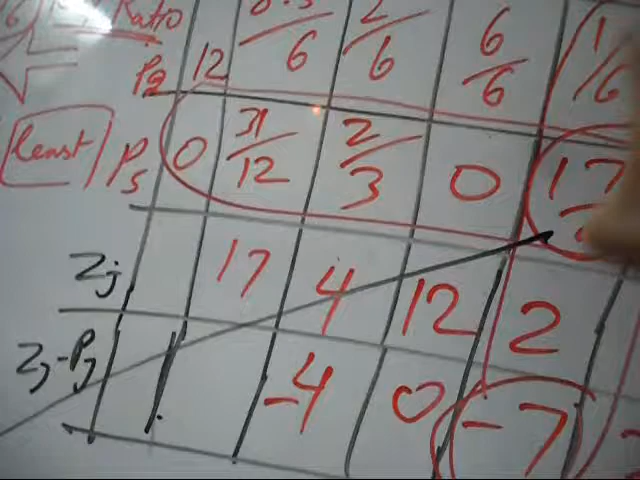 Ratio
P2 12 /6 2/6 6/6 1/6
least P5 0 31/12 2/3 0 17
Zj 17 4 12 2
Zj-Pj -4 0 -7